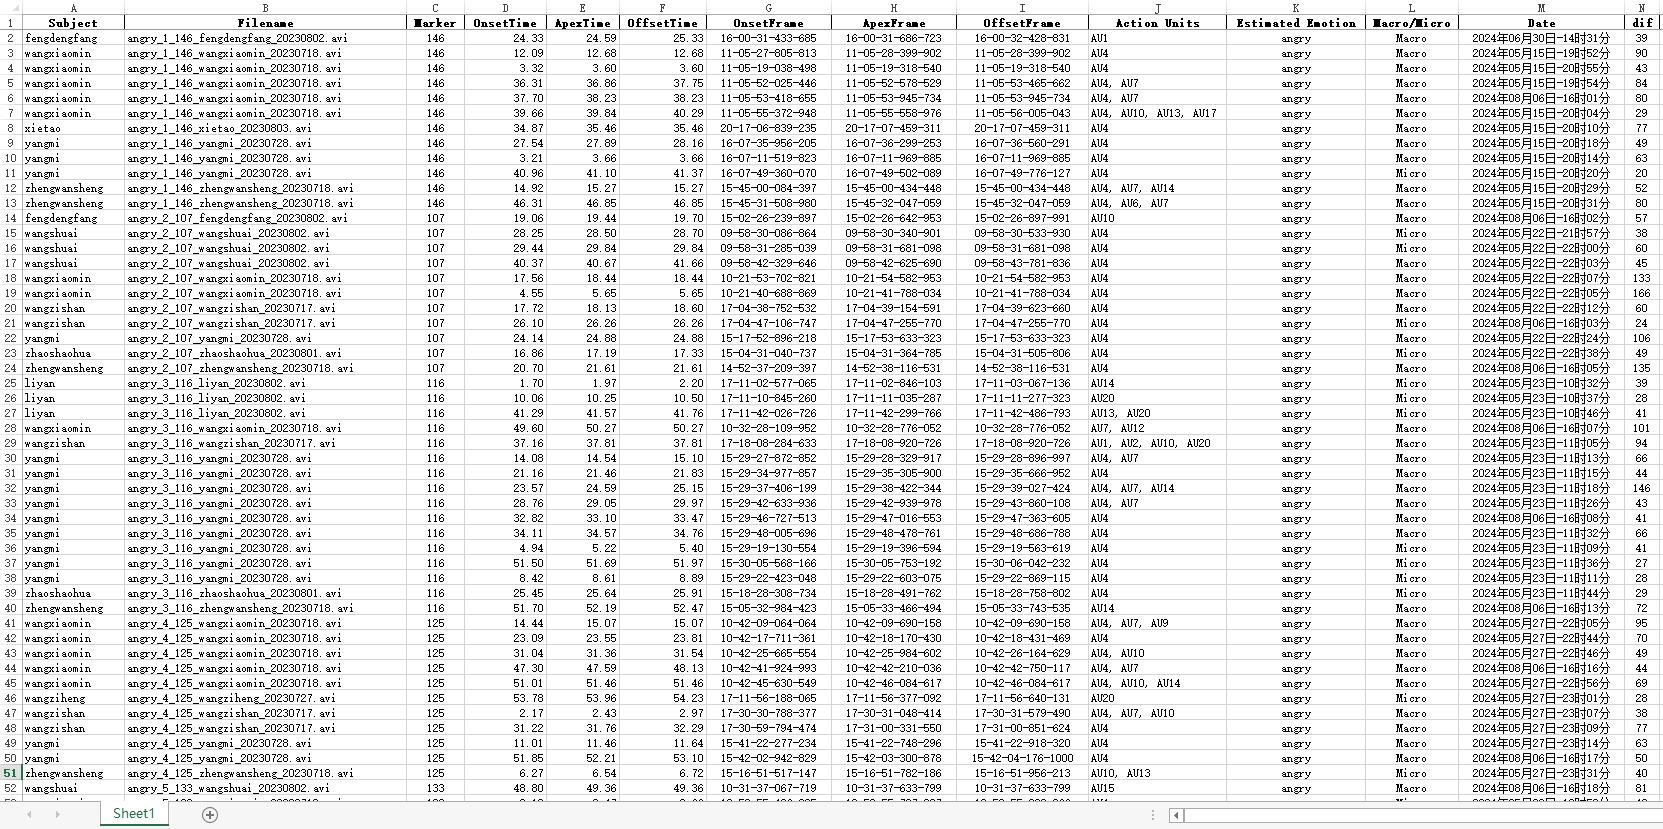 A B C D E F G H I J K L M N
1 Subject Filename Marker OnsetTime ApexTime OffsetTime OnsetFrame ApexFrame OffsetFrame Action Units Estimated Emotion Macro/Micro Date dif
2 fengdengfang angry_1_146_fengdengfang_20230802.avi 146 24.33 24.59 25.33 16-00-31-433-685 16-00-31-686-723 16-00-32-428-831 AU1 angry Macro 2024年06月30日-14时31分 39
3 wangxiaomin angry_1_146_wangxiaomin_20230718.avi 146 12.09 12.68 12.68 11-05-27-805-813 11-05-28-399-902 11-05-28-399-902 AU4 angry Macro 2024年05月15日-19时52分 90
4 wangxiaomin angry_1_146_wangxiaomin_20230718.avi 146 3.32 3.60 3.60 11-05-19-038-498 11-05-19-318-540 11-05-19-318-540 AU4 angry Macro 2024年05月15日-20时55分 43
5 wangxiaomin angry_1_146_wangxiaomin_20230718.avi 146 36.31 36.86 37.75 11-05-52-025-446 11-05-52-578-529 11-05-53-465-662 AU4, AU7 angry Macro 2024年05月15日-19时54分 84
6 wangxiaomin angry_1_146_wangxiaomin_20230718.avi 146 37.70 38.23 38.23 11-05-53-418-655 11-05-53-945-734 11-05-53-945-734 AU4, AU7 angry Macro 2024年08月06日-16时01分 80
7 wangxiaomin angry_1_146_wangxiaomin_20230718.avi 146 39.66 39.84 40.29 11-05-55-372-948 11-05-55-558-976 11-05-56-005-043 AU4, AU10, AU13, AU17 angry Macro 2024年05月15日-20时04分 29
8 xietao angry_1_146_xietao_20230803.avi 146 34.87 35.46 35.46 20-17-06-839-235 20-17-07-459-311 20-17-07-459-311 AU4 angry Macro 2024年05月15日-20时10分 77
9 yangmi angry_1_146_yangmi_20230728.avi 146 27.54 27.89 28.16 16-07-35-956-205 16-07-36-299-253 16-07-36-560-291 AU4 angry Macro 2024年05月15日-20时18分 49
10 yangmi angry_1_146_yangmi_20230728.avi 146 3.21 3.66 3.66 16-07-11-519-823 16-07-11-969-885 16-07-11-969-885 AU4 angry Macro 2024年05月15日-20时14分 63
11 yangmi angry_1_146_yangmi_20230728.avi 146 40.96 41.10 41.37 16-07-49-360-070 16-07-49-502-089 16-07-49-776-127 AU4 angry Macro 2024年05月15日-20时20分 20
12 zhengwansheng angry_1_146_zhengwansheng_20230718.avi 146 14.92 15.27 15.27 15-45-00-084-397 15-45-00-434-448 15-45-00-434-448 AU4, AU7, AU14 angry Macro 2024年05月15日-20时29分 52
13 zhengwansheng angry_1_146_zhengwansheng_20230718.avi 146 46.31 46.85 46.85 15-45-31-508-980 15-45-32-047-059 15-45-32-047-059 AU4, AU6, AU7 angry Macro 2024年05月15日-20时31分 80
14 fengdengfang angry_2_107_fengdengfang_20230802.avi 107 19.06 19.44 19.70 15-02-26-239-897 15-02-26-642-953 15-02-26-897-991 AU10 angry Macro 2024年08月06日-16时02分 57
15 wangshuai angry_2_107_wangshuai_20230802.avi 107 28.25 28.50 28.70 09-58-30-086-864 09-58-30-340-901 09-58-30-533-930 AU4 angry Micro 2024年05月22日-21时57分 38
16 wangshuai angry_2_107_wangshuai_20230802.avi 107 29.44 29.84 29.84 09-58-31-285-039 09-58-31-681-098 09-58-31-681-098 AU4 angry Micro 2024年05月22日-22时00分 60
17 wangshuai angry_2_107_wangshuai_20230802.avi 107 40.37 40.67 41.66 09-58-42-329-646 09-58-42-625-690 09-58-43-781-836 AU4 angry Macro 2024年05月22日-22时03分 45
18 wangxiaomin angry_2_107_wangxiaomin_20230718.avi 107 17.56 18.44 18.44 10-21-53-702-821 10-21-54-582-953 10-21-54-582-953 AU4 angry Macro 2024年05月22日-22时07分 133
19 wangxiaomin angry_2_107_wangxiaomin_20230718.avi 107 4.55 5.65 5.65 10-21-40-688-869 10-21-41-788-034 10-21-41-788-034 AU4 angry Macro 2024年05月22日-22时05分 166
20 wangzishan angry_2_107_wangzishan_20230717.avi 107 17.72 18.13 18.60 17-04-38-752-532 17-04-39-154-591 17-04-39-623-660 AU4 angry Macro 2024年05月22日-22时12分 60
21 wangzishan angry_2_107_wangzishan_20230717.avi 107 26.10 26.26 26.26 17-04-47-106-747 17-04-47-255-770 17-04-47-255-770 AU4 angry Micro 2024年08月06日-16时03分 24
22 yangmi angry_2_107_yangmi_20230728.avi 107 24.14 24.88 24.88 15-17-52-896-218 15-17-53-633-323 15-17-53-633-323 AU4 angry Macro 2024年05月22日-22时24分 106
23 zhaoshaohua angry_2_107_zhaoshaohua_20230801.avi 107 16.86 17.19 17.33 15-04-31-040-737 15-04-31-364-785 15-04-31-505-806 AU4 angry Micro 2024年05月22日-22时38分 49
24 zhengwansheng angry_2_107_zhengwansheng_20230718.avi 107 20.70 21.61 21.61 14-52-37-209-397 14-52-38-116-531 14-52-38-116-531 AU4 angry Macro 2024年08月06日-16时05分 135
25 liyan angry_3_116_liyan_20230802.avi 116 1.70 1.97 2.20 17-11-02-577-065 17-11-02-846-103 17-11-03-067-136 AU14 angry Micro 2024年05月23日-10时32分 39
26 liyan angry_3_116_liyan_20230802.avi 116 10.06 10.25 10.50 17-11-10-845-260 17-11-11-035-287 17-11-11-277-323 AU20 angry Micro 2024年05月23日-10时37分 28
27 liyan angry_3_116_liyan_20230802.avi 116 41.29 41.57 41.76 17-11-42-026-726 17-11-42-299-766 17-11-42-486-793 AU13, AU20 angry Micro 2024年05月23日-10时46分 41
28 wangxiaomin angry_3_116_wangxiaomin_20230718.avi 116 49.60 50.27 50.27 10-32-28-109-952 10-32-28-776-052 10-32-28-776-052 AU7, AU12 angry Macro 2024年08月06日-16时07分 101
29 wangzishan angry_3_116_wangzishan_20230717.avi 116 37.16 37.81 37.81 17-18-08-284-633 17-18-08-920-726 17-18-08-920-726 AU1, AU2, AU10, AU20 angry Macro 2024年05月23日-11时05分 94
30 yangmi angry_3_116_yangmi_20230728.avi 116 14.08 14.54 15.10 15-29-27-872-852 15-29-28-329-917 15-29-28-896-997 AU4, AU7 angry Macro 2024年05月23日-11时13分 66
31 yangmi angry_3_116_yangmi_20230728.avi 116 21.16 21.46 21.83 15-29-34-977-857 15-29-35-305-900 15-29-35-666-952 AU4 angry Macro 2024年05月23日-11时15分 44
32 yangmi angry_3_116_yangmi_20230728.avi 116 23.57 24.59 25.15 15-29-37-406-199 15-29-38-422-344 15-29-39-027-424 AU4, AU7, AU14 angry Macro 2024年05月23日-11时18分 146
33 yangmi angry_3_116_yangmi_20230728.avi 116 28.76 29.05 29.97 15-29-42-633-936 15-29-42-939-978 15-29-43-860-108 AU4, AU7 angry Macro 2024年05月23日-11时26分 43
34 yangmi angry_3_116_yangmi_20230728.avi 116 32.82 33.10 33.47 15-29-46-727-513 15-29-47-016-553 15-29-47-363-605 AU4 angry Macro 2024年08月06日-16时08分 41
35 yangmi angry_3_116_yangmi_20230728.avi 116 34.11 34.57 34.76 15-29-48-005-696 15-29-48-478-761 15-29-48-686-788 AU4 angry Macro 2024年05月23日-11时32分 66
36 yangmi angry_3_116_yangmi_20230728.avi 116 4.94 5.22 5.40 15-29-19-130-554 15-29-19-396-594 15-29-19-563-619 AU4 angry Micro 2024年05月23日-11时09分 41
37 yangmi angry_3_116_yangmi_20230728.avi 116 51.50 51.69 51.97 15-30-05-568-166 15-30-05-753-192 15-30-06-042-232 AU4 angry Micro 2024年05月23日-11时36分 27
38 yangmi angry_3_116_yangmi_20230728.avi 116 8.42 8.61 8.89 15-29-22-423-048 15-29-22-603-075 15-29-22-869-115 AU4 angry Micro 2024年05月23日-11时11分 28
39 zhaoshaohua angry_3_116_zhaoshaohua_20230801.avi 116 25.45 25.64 25.91 15-18-28-308-734 15-18-28-491-762 15-18-28-758-802 AU4 angry Micro 2024年05月23日-11时44分 29
40 zhengwansheng angry_3_116_zhengwansheng_20230718.avi 116 51.70 52.19 52.47 15-05-32-984-423 15-05-33-466-494 15-05-33-743-535 AU14 angry Macro 2024年08月06日-16时13分 72
41 wangxiaomin angry_4_125_wangxiaomin_20230718.avi 125 14.44 15.07 15.07 10-42-09-064-064 10-42-09-690-158 10-42-09-690-158 AU4, AU7, AU9 angry Macro 2024年05月27日-22时05分 95
42 wangxiaomin angry_4_125_wangxiaomin_20230718.avi 125 23.09 23.55 23.81 10-42-17-711-361 10-42-18-170-430 10-42-18-431-469 AU4 angry Macro 2024年05月27日-22时44分 70
43 wangxiaomin angry_4_125_wangxiaomin_20230718.avi 125 31.04 31.36 31.54 10-42-25-665-554 10-42-25-984-602 10-42-26-164-629 AU4, AU10 angry Micro 2024年05月27日-22时46分 49
44 wangxiaomin angry_4_125_wangxiaomin_20230718.avi 125 47.30 47.59 48.13 10-42-41-924-993 10-42-42-210-036 10-42-42-750-117 AU4, AU7 angry Macro 2024年08月06日-16时16分 44
45 wangxiaomin angry_4_125_wangxiaomin_20230718.avi 125 51.01 51.46 51.46 10-42-45-630-549 10-42-46-084-617 10-42-46-084-617 AU4, AU10, AU14 angry Macro 2024年05月27日-22时56分 69
46 wangziheng angry_4_125_wangziheng_20230727.avi 125 53.78 53.96 54.23 17-11-56-188-065 17-11-56-377-092 17-11-56-640-131 AU20 angry Micro 2024年05月27日-23时01分 28
47 wangzishan angry_4_125_wangzishan_20230717.avi 125 2.17 2.43 2.97 17-30-30-788-377 17-30-31-048-414 17-30-31-579-490 AU4, AU7, AU10 angry Macro 2024年05月27日-23时07分 38
48 wangzishan angry_4_125_wangzishan_20230717.avi 125 31.22 31.76 32.29 17-30-59-794-474 17-31-00-331-550 17-31-00-851-624 AU4 angry Macro 2024年05月27日-23时09分 77
49 yangmi angry_4_125_yangmi_20230728.avi 125 11.01 11.46 11.64 15-41-22-277-234 15-41-22-748-296 15-41-22-918-320 AU4 angry Macro 2024年05月27日-23时14分 63
50 yangmi angry_4_125_yangmi_20230728.avi 125 51.85 52.21 53.10 15-42-02-942-829 15-42-03-300-878 15-42-04-176-1000 AU4 angry Macro 2024年08月06日-16时17分 50
51 zhengwansheng angry_4_125_zhengwansheng_20230718.avi 125 6.27 6.54 6.72 15-16-51-517-147 15-16-51-782-186 15-16-51-956-213 AU10, AU13 angry Micro 2024年05月27日-23时31分 40
52 wangshuai angry_5_133_wangshuai_20230802.avi 133 48.80 49.36 49.36 10-31-37-067-719 10-31-37-633-799 10-31-37-633-799 AU15 angry Macro 2024年08月06日-16时18分 81
Sheet1